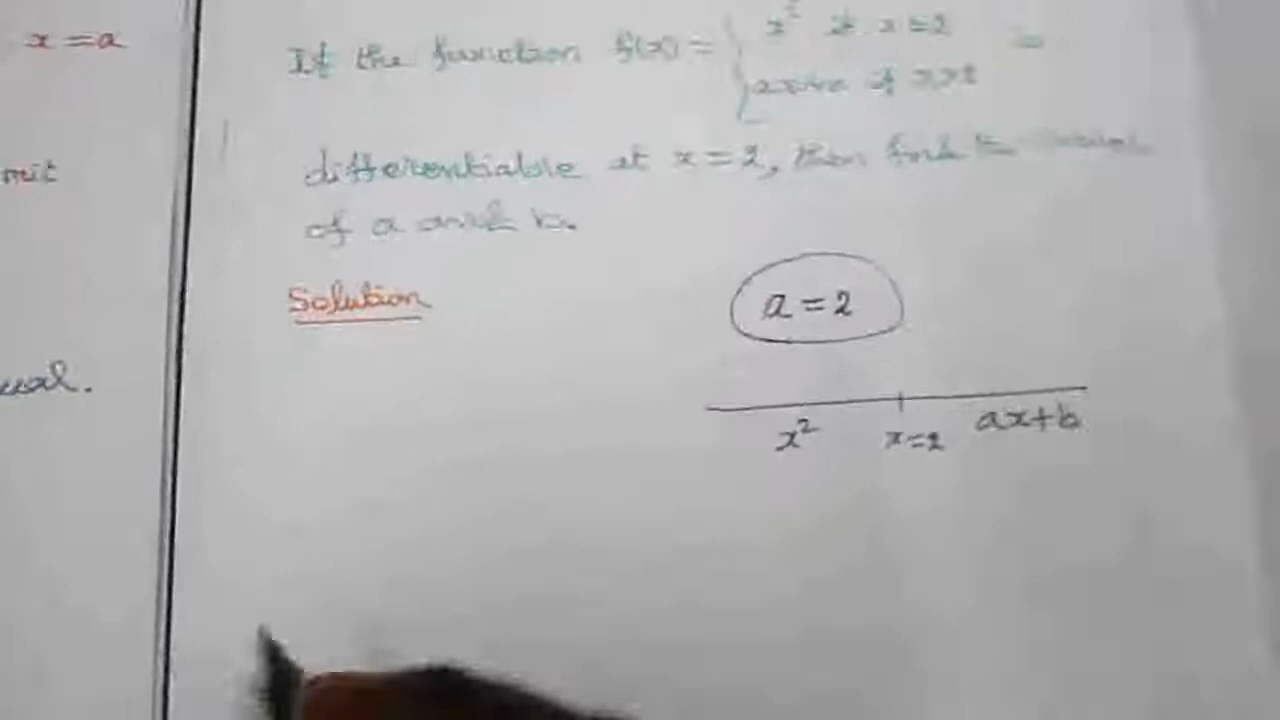 x = a
mit
ual.
If the function f(x) = { x² if x = 2
ax+b if x>2
differentiable at x = 2, then find the
of a and b.
Solution
a = 2
x² x=2 ax+b